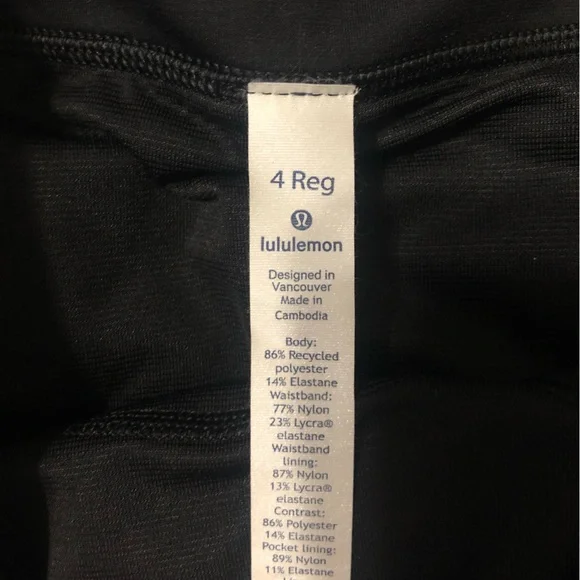 4 Reg
lululemon
Designed in
Vancouver
Made in
Cambodia
Body:
86% Recycled
polyester
14% Elastane
Waistband:
77% Nylon
23% Lycra®
elastane
Waistband
lining:
87% Nylon
13% Lycra®
elastane
Contrast:
86% Polyester
14% Elastane
Pocket lining:
89% Nylon
11% Elastane